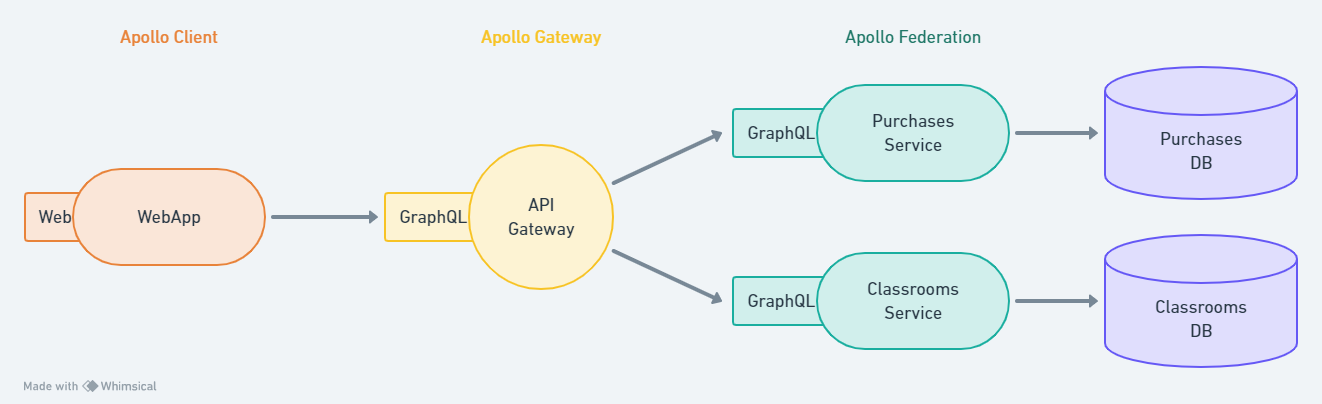 Apollo Client
Apollo Gateway
Apollo Federation
Web
WebApp
GraphQL
API
Gateway
GraphQL
Purchases
Service
Purchases
DB
GraphQL
Classrooms
Service
Classrooms
DB
Made with Whimsical